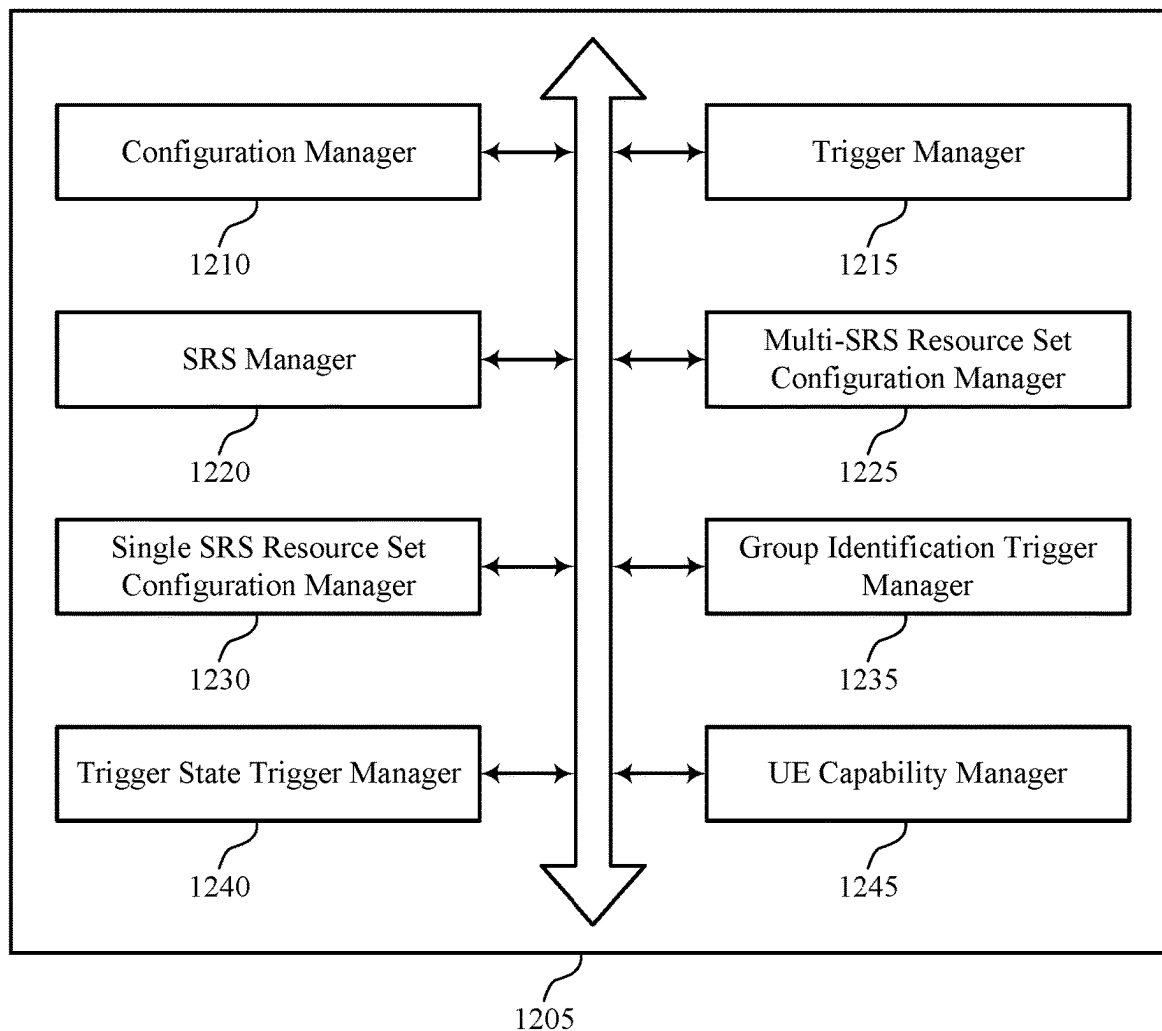 Configuration Manager
Trigger Manager
1210
1215
SRS Manager
Multi-SRS Resource Set
Configuration Manager
1220
1225
Single SRS Resource Set
Configuration Manager
Group Identification Trigger
Manager
1230
1235
Trigger State Trigger Manager
UE Capability Manager
1240
1245
1205